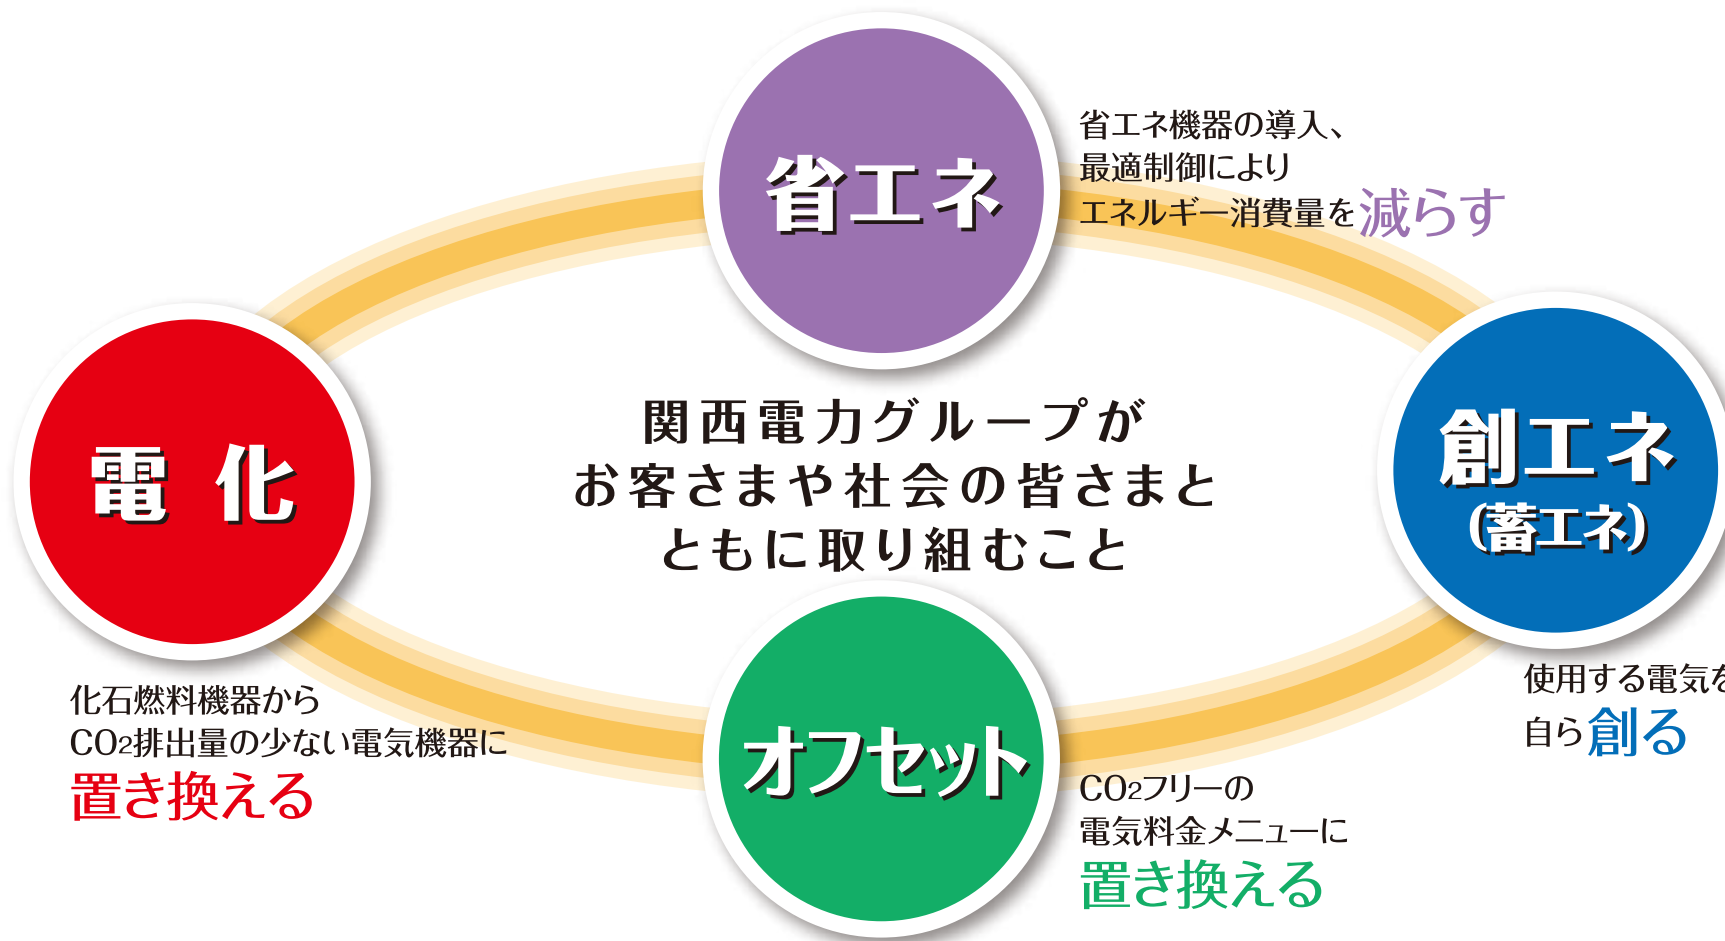 省エネ
省エネ機器の導入、
最適制御により
エネルギー消費量を減らす
関西電力グループが
お客さまや社会の皆さまと
ともに取り組むこと
電化
化石燃料機器から
CO2排出量の少ない電気機器に
置き換える
創エネ
(蓄エネ)
使用する電気を
自ら創る
オフセット
CO2フリーの
電気料金メニューに
置き換える